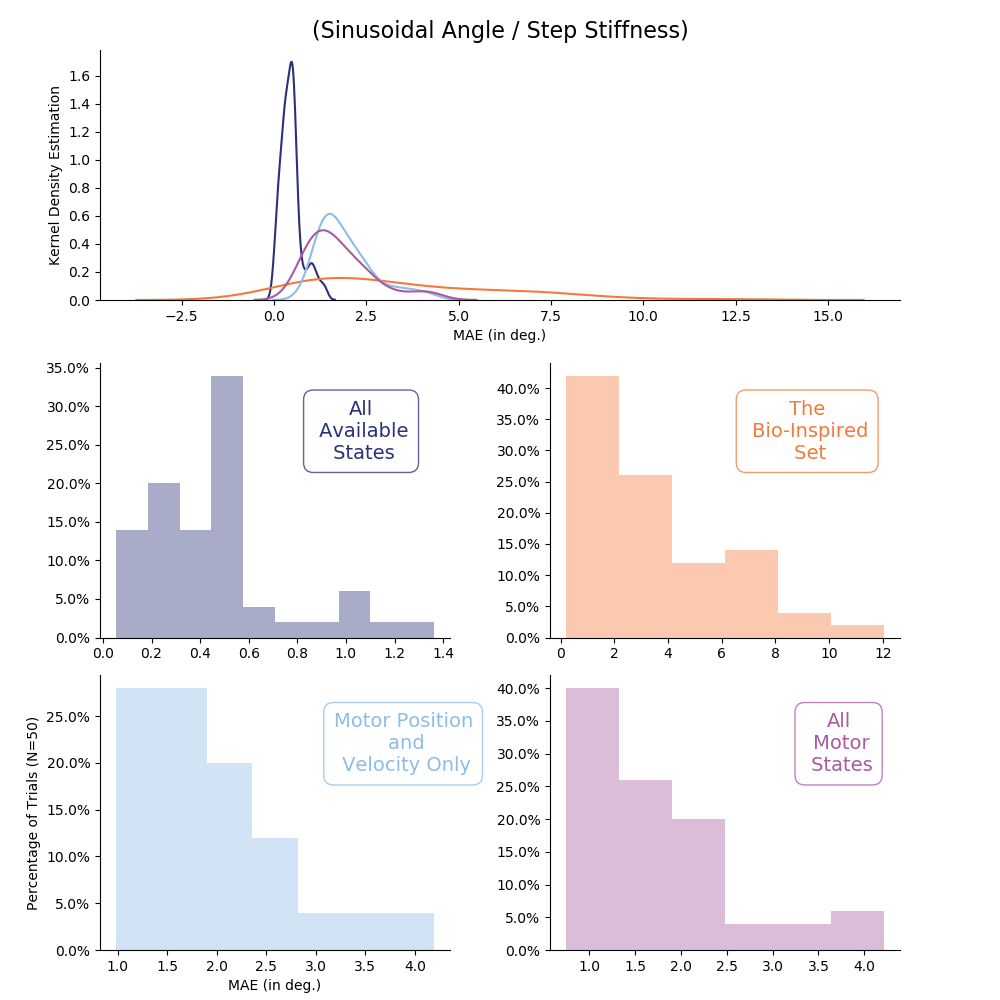 (Sinusoidal Angle / Step Stiffness)
Kernel Density Estimation
1.6
1.4
1.2
1.0
0.8
0.6
0.4
0.2
0.0
−2.5 0.0 2.5 5.0 7.5 10.0 12.5 15.0
MAE (in deg.)
35.0%
30.0%
25.0%
20.0%
15.0%
10.0%
5.0%
0.0%
All
Available
States
0.0 0.2 0.4 0.6 0.8 1.0 1.2 1.4
40.0%
35.0%
30.0%
25.0%
20.0%
15.0%
10.0%
5.0%
0.0%
The
Bio-Inspired
Set
0 2 4 6 8 10 12
Percentage of Trials (N=50)
25.0%
20.0%
15.0%
10.0%
5.0%
0.0%
Motor Position
and
Velocity Only
1.0 1.5 2.0 2.5 3.0 3.5 4.0
MAE (in deg.)
40.0%
35.0%
30.0%
25.0%
20.0%
15.0%
10.0%
5.0%
0.0%
All
Motor
States
1.0 1.5 2.0 2.5 3.0 3.5 4.0